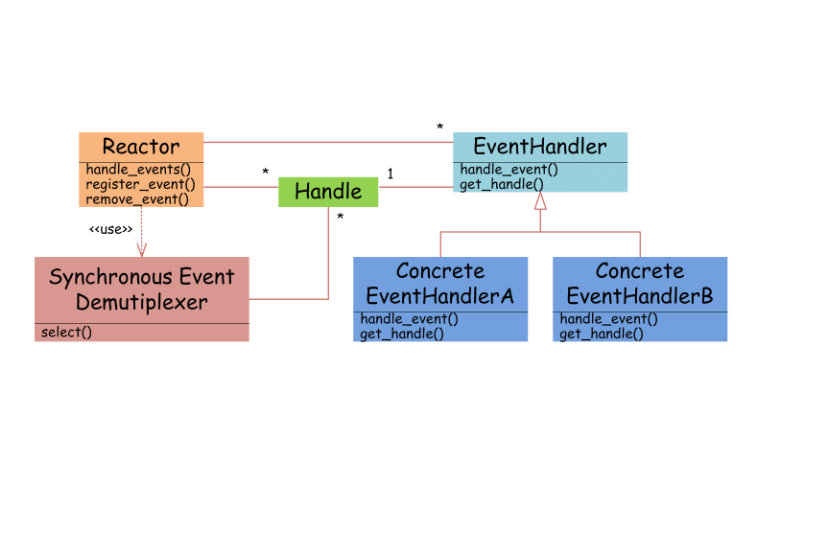 *
Reactor
EventHandler
handle_events()
register_event()
remove_event()
*
1
handle_event()
get_handle()
Handle
*
<<use>>
Synchronous Event
Demutiplexer
select()
Concrete
EventHandlerA
handle_event()
get_handle()
Concrete
EventHandlerB
handle_event()
get_handle()